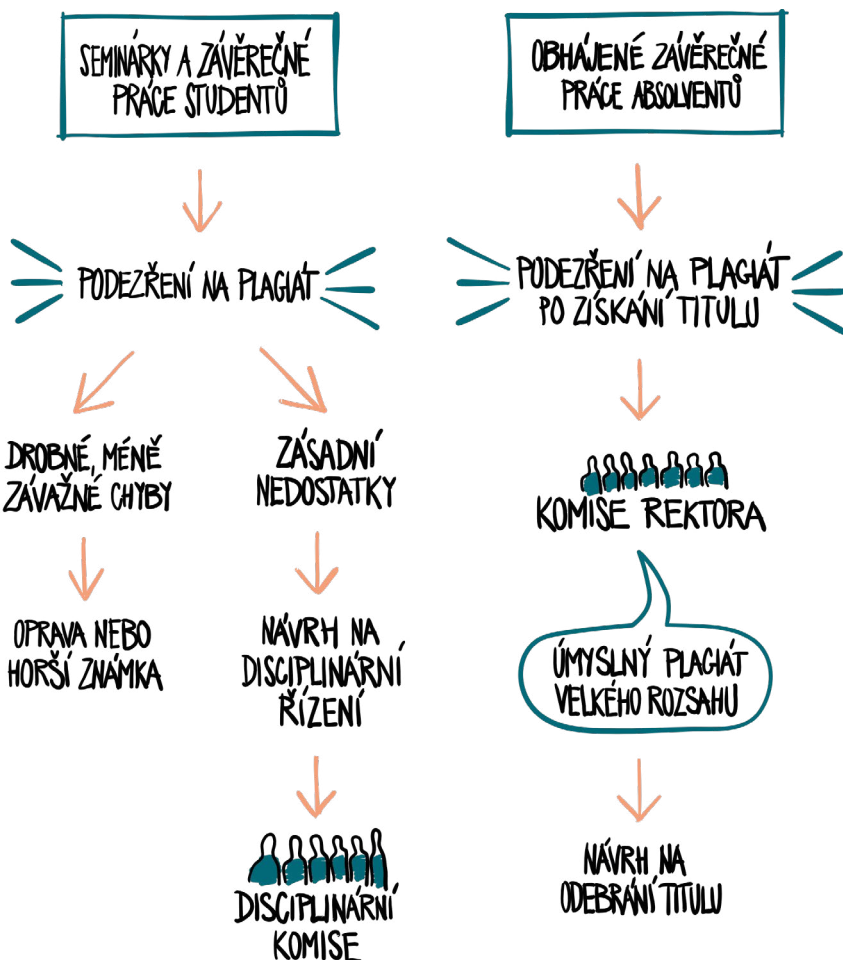 SEMINÁRKY A ZÁVĚREČNÉ
PRÁCE STUDENTŮ
PODEZŘENÍ NA PLAGIÁT
DROBNÉ, MÉNĚ
ZÁVAŽNÉ CHYBY
OPRAVA NEBO
HORŠÍ ZNÁMKA
ZÁSADNÍ
NEDOSTATKY
NÁVRH NA
DISCIPLINÁRNÍ
ŘÍZENÍ
DISCIPLINÁRNÍ
KOMISE
OBHÁJENÉ ZÁVĚREČNÉ
PRÁCE ABSOLVENTŮ
PODEZŘENÍ NA PLAGIÁT
PO ZÍSKÁNÍ TITULU
KOMISE REKTORA
ÚMYSLNÝ PLAGIÁT
VELKÉHO ROZSAHU
NÁVRH NA
ODEBRÁNÍ TITULU